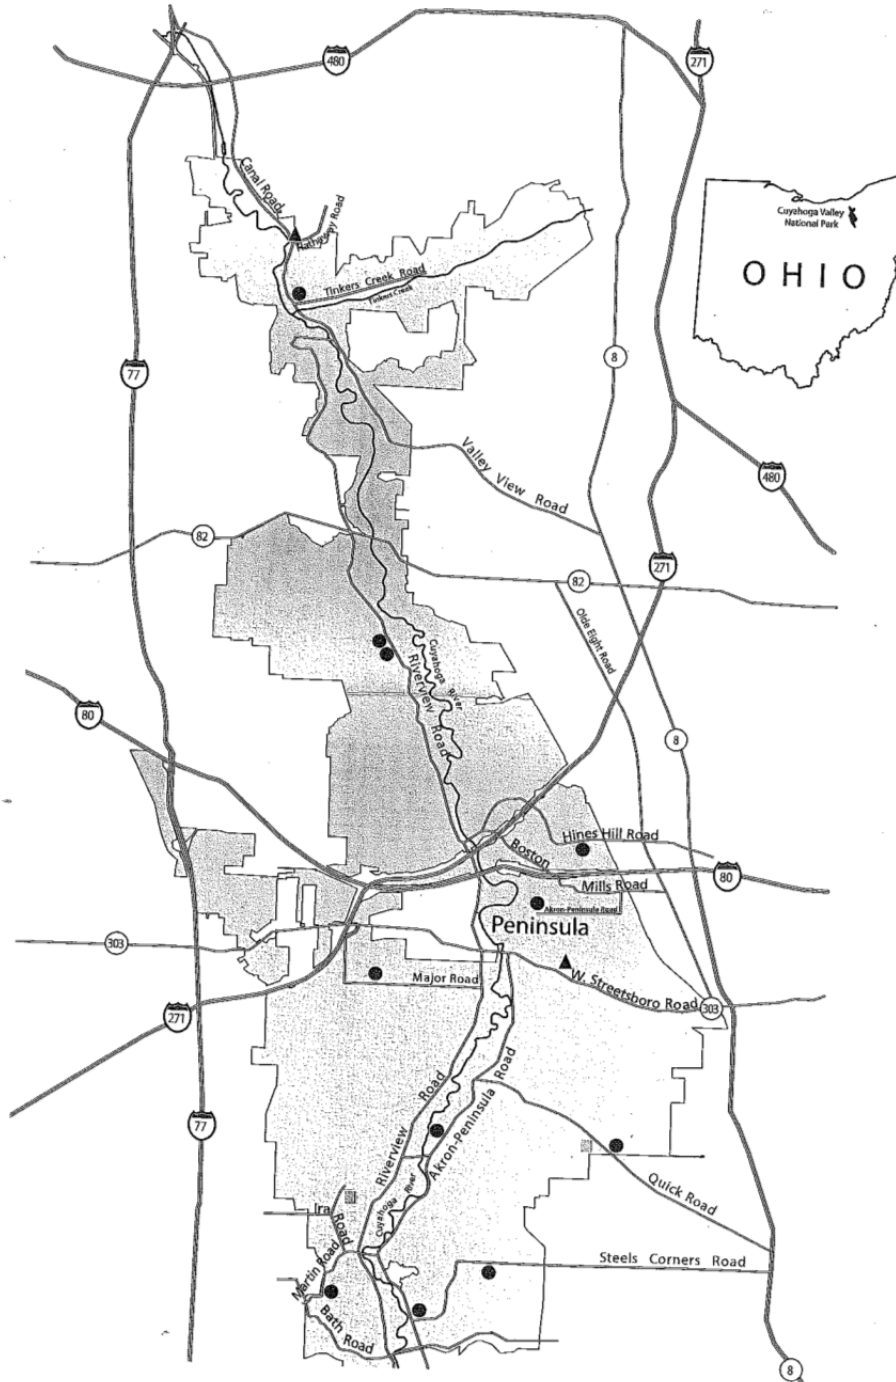 480
271
Canal Road
Hathaway Road
Cuyahoga Valley
National Park
OHIO
Tinkers Creek Road
Tinkers Creek
8
77
Valley View Road
480
82
271
82
Olde Eight Road
Cuyahoga River
Riverview Road
80
8
Hines Hill Road
Boston
Mills Road
80
Akron-Peninsula Road
Peninsula
303
Major Road
W. Streetsboro Road
303
271
77
Riverview Road
Akron-Peninsula Road
Quick Road
Ira Road
Cuyahoga River
Steels Corners Road
Martin Road
Bath Road
8